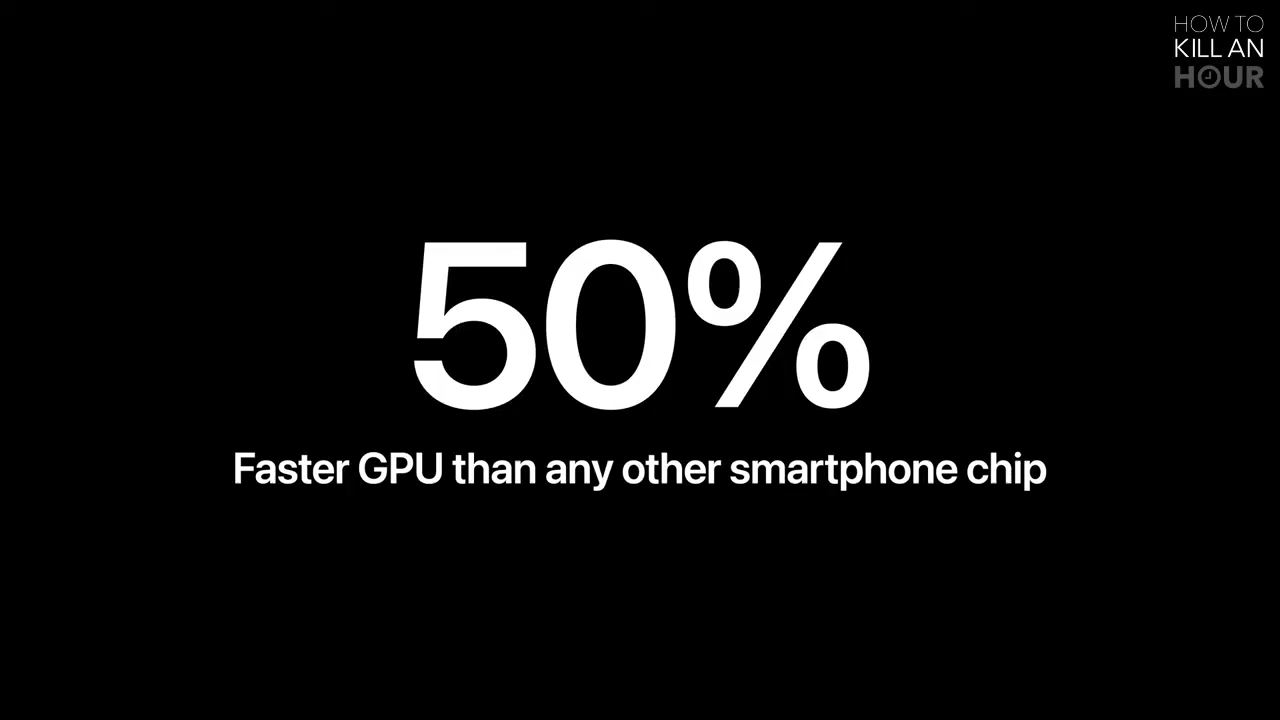 HOW TO
KILL AN
HOUR
50%
Faster GPU than any other smartphone chip